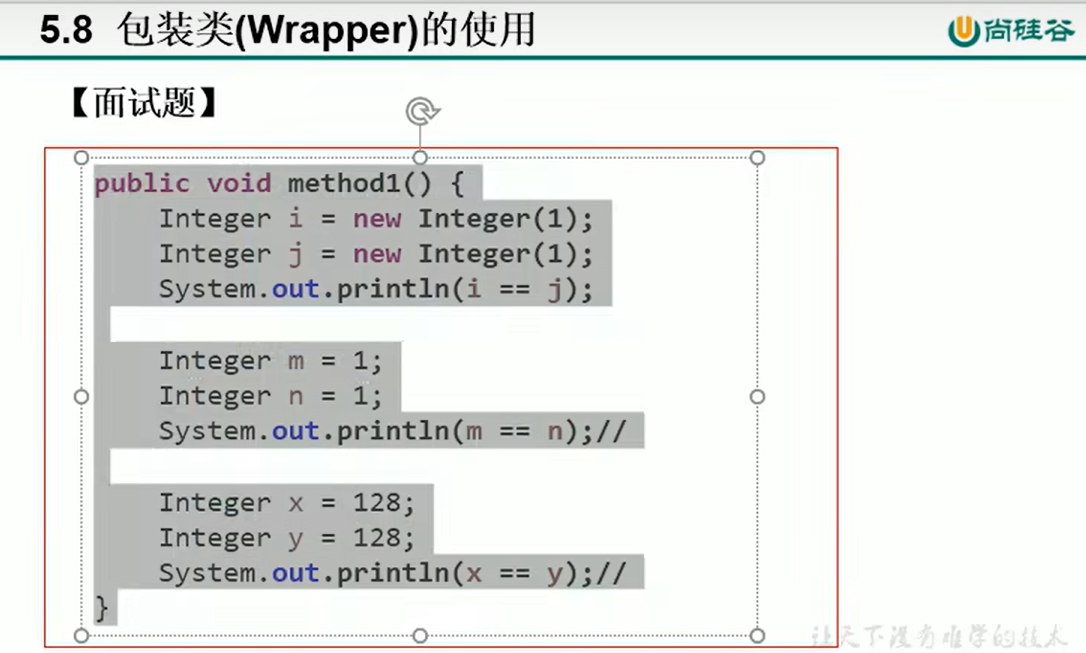 5.8 包装类(Wrapper)的使用
尚硅谷
【面试题】
public void method1() {
    Integer i = new Integer(1);
    Integer j = new Integer(1);
    System.out.println(i == j);
    Integer m = 1;
    Integer n = 1;
    System.out.println(m == n);//
    Integer x = 128;
    Integer y = 128;
    System.out.println(x == y);//
}
让天下没有难学的技术